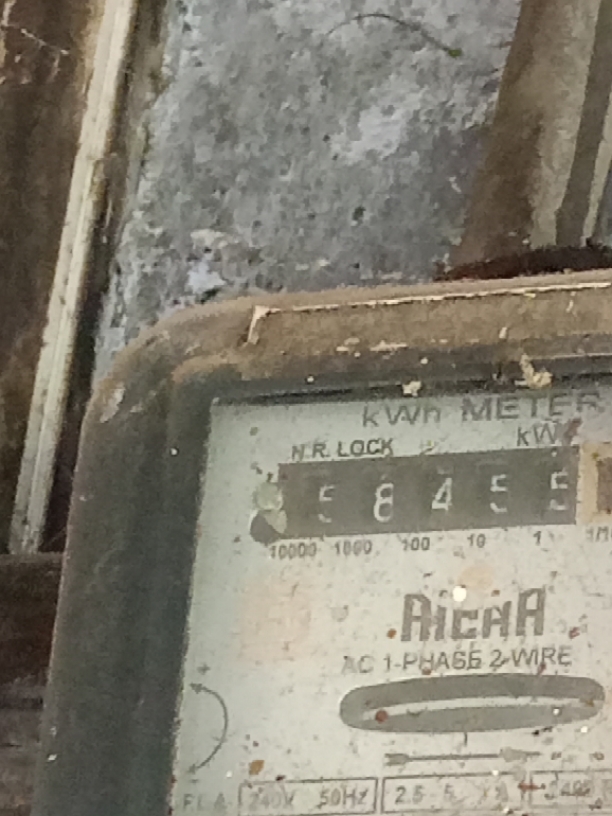 kWh METER
N.R. LOCK kWh
5 8 4 5 5
10000 1000 100 10 1
AICHA
AC 1-PHASE 2-WIRE
240V 50Hz